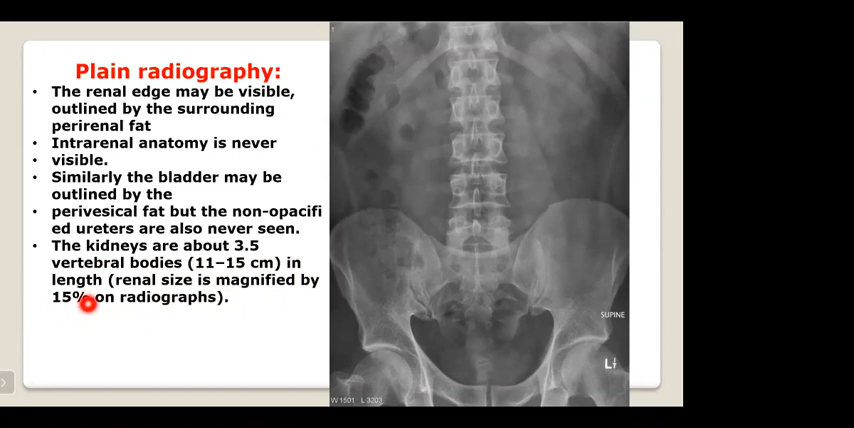 Plain radiography:
• The renal edge may be visible,
outlined by the surrounding
perirenal fat
• Intrarenal anatomy is never
• visible.
• Similarly the bladder may be
outlined by the
• perivesical fat but the non-opacifi
ed ureters are also never seen.
• The kidneys are about 3.5
vertebral bodies (11–15 cm) in
length (renal size is magnified by
15% on radiographs).
SUPINE
L
W 1501 L 3203